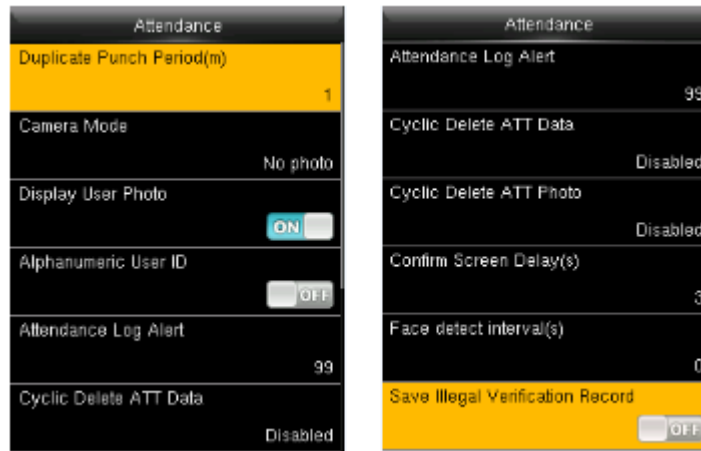 Attendance
Duplicate Punch Period(m)
1
Camera Mode
No photo
Display User Photo
ON
Alphanumeric User ID
OFF
Attendance Log Alert
99
Cyclic Delete ATT Data
Disabled
Attendance
Attendance Log Alert
99
Cyclic Delete ATT Data
Disabled
Cyclic Delete ATT Photo
Disabled
Confirm Screen Delay(s)
3
Face detect interval(s)
0
Save Illegal Verification Record
OFF